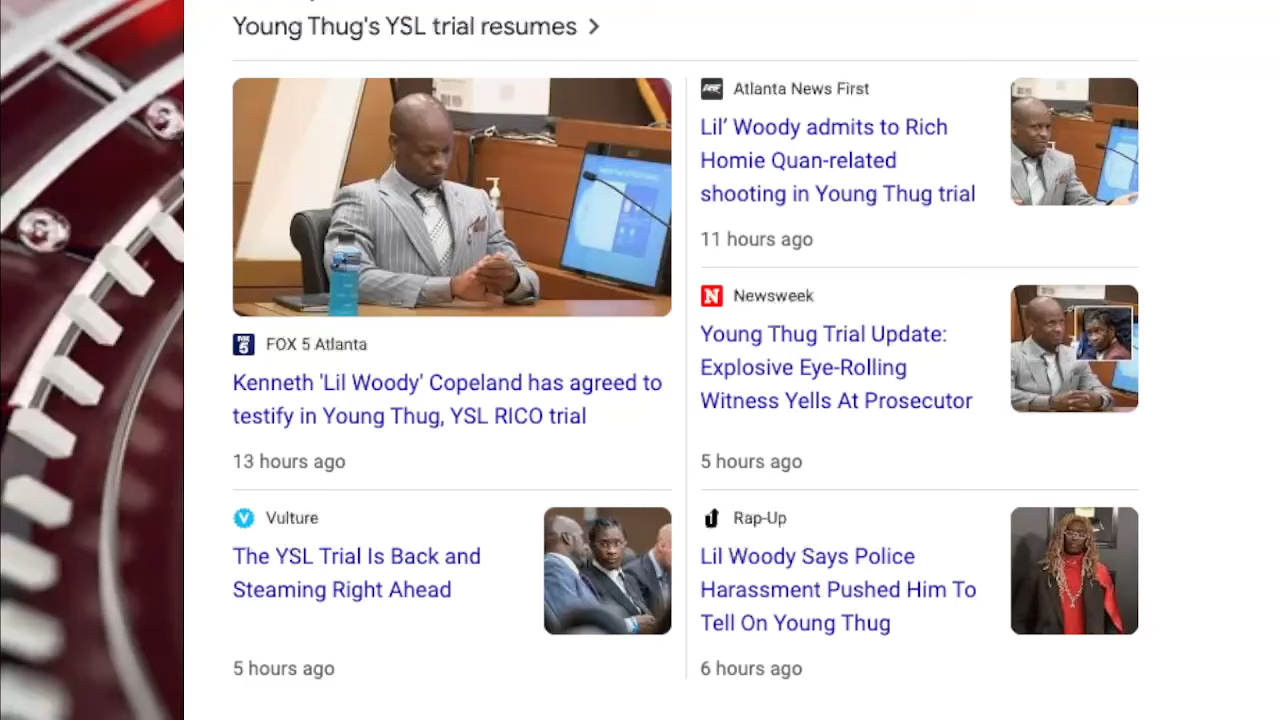 Young Thug's YSL trial resumes >
FOX 5 Atlanta
Kenneth 'Lil Woody' Copeland has agreed to
testify in Young Thug, YSL RICO trial
13 hours ago
Vulture
The YSL Trial Is Back and
Steaming Right Ahead
5 hours ago
Atlanta News First
Lil’ Woody admits to Rich
Homie Quan-related
shooting in Young Thug trial
11 hours ago
Newsweek
Young Thug Trial Update:
Explosive Eye-Rolling
Witness Yells At Prosecutor
5 hours ago
Rap-Up
Lil Woody Says Police
Harassment Pushed Him To
Tell On Young Thug
6 hours ago